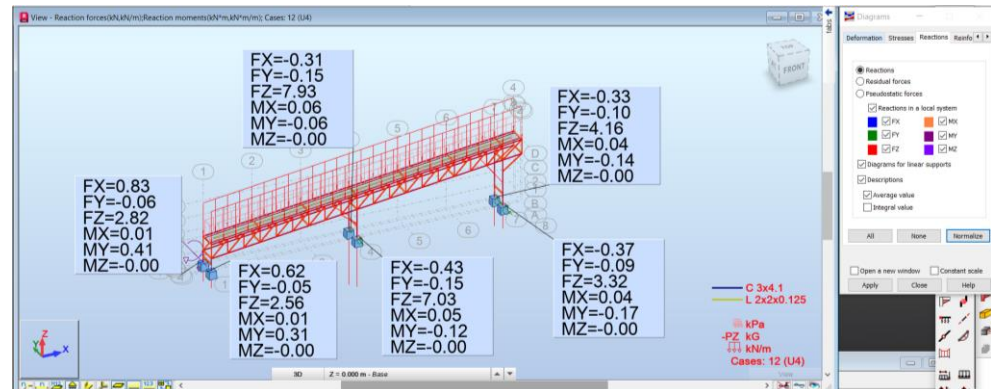 View - Reaction forces(kN,kN/m);Reaction moments(kN*m,kN*m/m); Cases: 12 (U4)
FX=-0.31
FY=-0.15
FZ=7.93
MX=0.06
MY=-0.06
MZ=-0.00
FX=-0.33
FY=-0.10
FZ=4.16
MX=0.04
MY=-0.14
MZ=-0.00
FX=0.83
FY=-0.06
FZ=2.82
MX=0.01
MY=0.41
MZ=-0.00
FX=0.62
FY=-0.05
FZ=2.56
MX=0.01
MY=0.31
MZ=-0.00
FX=-0.43
FY=-0.15
FZ=7.03
MX=0.05
MY=-0.12
MZ=-0.00
FX=-0.37
FY=-0.09
FZ=3.32
MX=0.04
MY=-0.17
MZ=-0.00
FRONT
1
2
3
5
6
4
D
C
B
A
C 3x4.1
L 2x2x0.125
kPa
-PZ kG
kN/m
Cases: 12 (U4)
Z
Y
X
3D
Z = 0.000 m - Base
View
Diagrams
Deformation Stresses Reactions Reinfo
Reactions
Residual forces
Pseudostatic forces
Reactions in a local system
FX MX
FY MY
FZ MZ
Diagrams for linear supports
Descriptions
Average value
Integral value
All None Normalize
Open a new window Constant scale
Apply Close Help